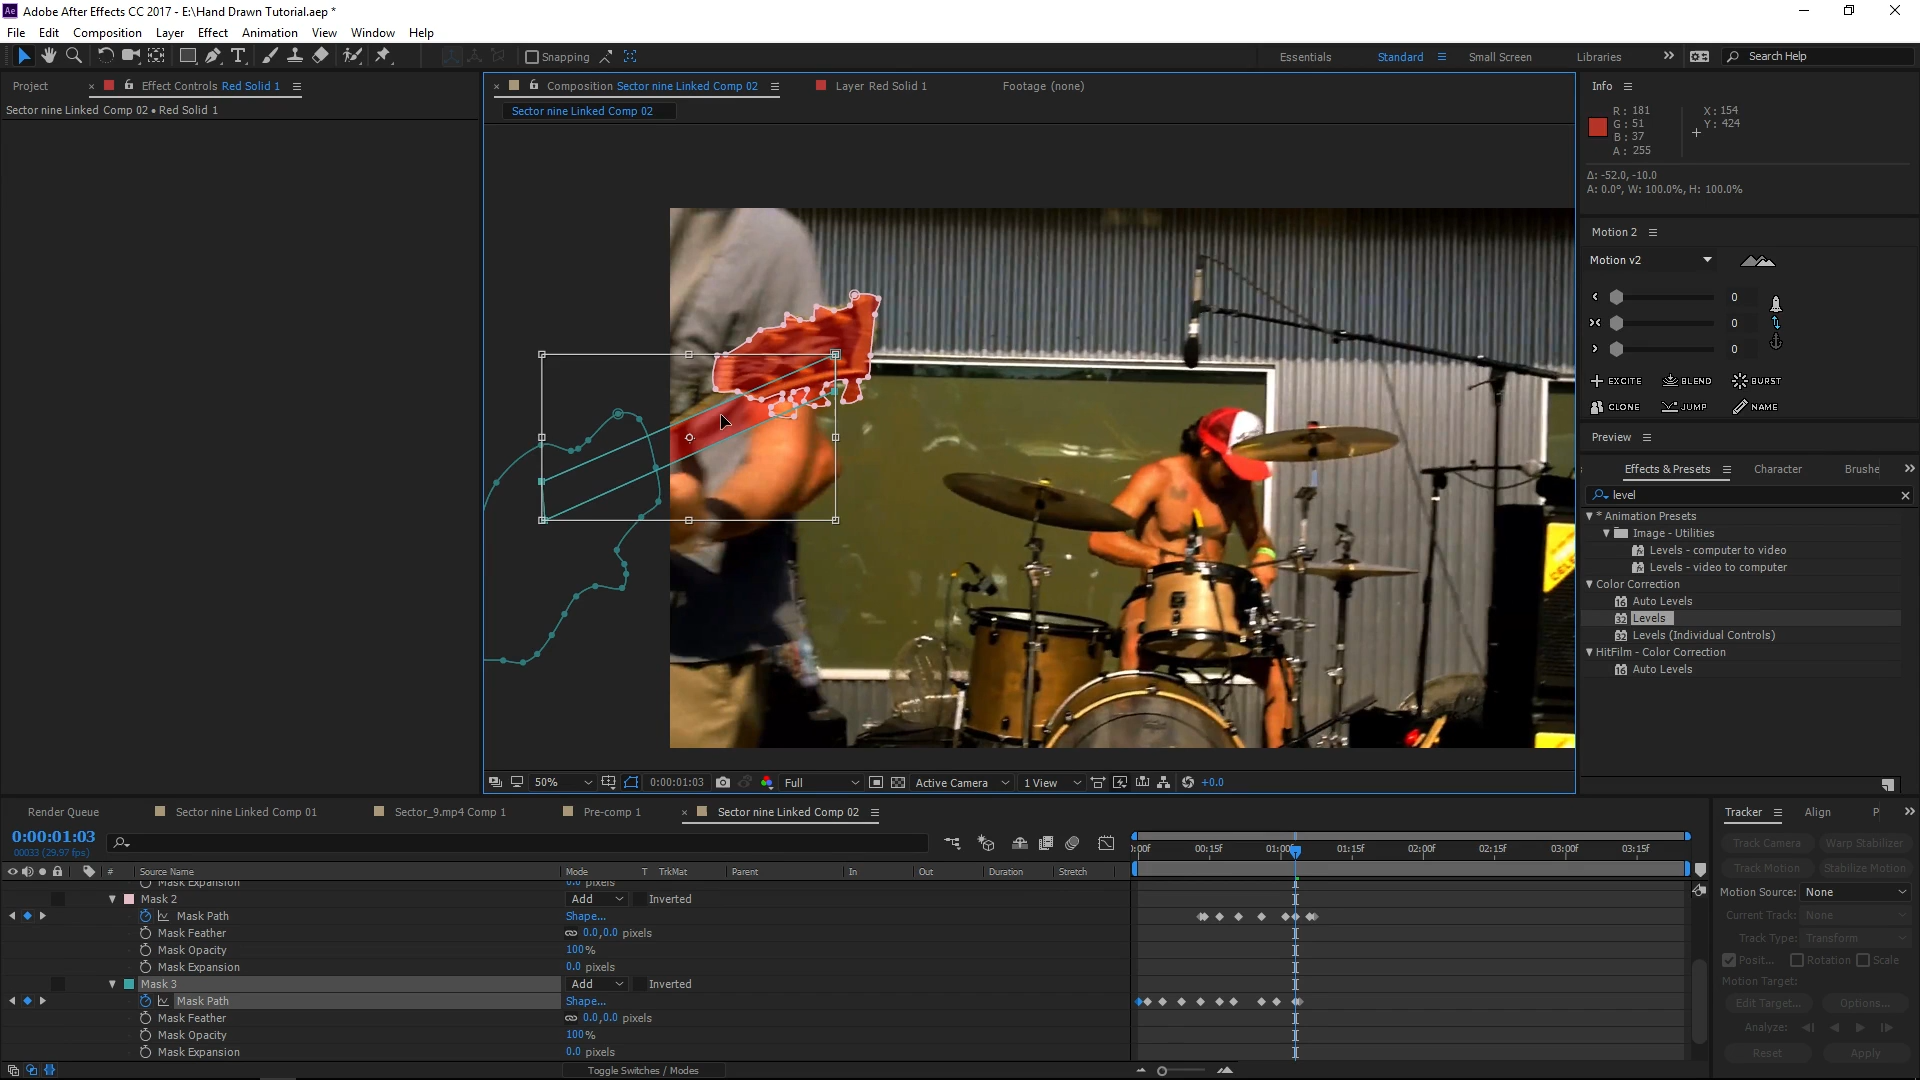 Adobe After Effects CC 2017 - E:\Hand Drawn Tutorial.aep *
File Edit Composition Layer Effect Animation View Window Help
Snapping Essentials Standard Small Screen Libraries Search Help
Project Effect Controls Red Solid 1 Composition Sector nine Linked Comp 02 Layer Red Solid 1 Footage (none) Info
Sector nine Linked Comp 02 • Red Solid 1
Sector nine Linked Comp 02
R: 181 X: 154
G: 51 Y: 424
B: 37
A: 255
Δ: -52.0, -10.0
A: 0.0°, W: 100.0%, H: 100.0%
Motion 2
Motion v2
0
0
0
EXCITE BLEND BURST
CLONE JUMP NAME
Preview
Effects & Presets Character Brushe
level
* Animation Presets
Image - Utilities
Levels - computer to video
Levels - video to computer
Color Correction
Auto Levels
Levels
Levels (Individual Controls)
HitFilm - Color Correction
Auto Levels
50% 0:00:01:03 Full Active Camera 1 View +0.0
Render Queue Sector nine Linked Comp 01 Sector_9.mp4 Comp 1 Pre-comp 1 Sector nine Linked Comp 02 Tracker Align P
0:00:01:03
00033 (29.97 fps)
):00f 00:15f 01:00f 01:15f 02:00f 02:15f 03:00f 03:15f
# Source Name Mode T TrkMat Parent In Out Duration Stretch
Mask Expansion 0.0 pixels
Mask 2 Add Inverted
Mask Path Shape...
Mask Feather 0.0,0.0 pixels
Mask Opacity 100%
Mask Expansion 0.0 pixels
Mask 3 Add Inverted
Mask Path Shape...
Mask Feather 0.0,0.0 pixels
Mask Opacity 100%
Mask Expansion 0.0 pixels
Toggle Switches / Modes
Track Camera Warp Stabilizer
Track Motion Stabilize Motion
Motion Source: None
Current Track: None
Track Type: Transform
Posit... Rotation Scale
Motion Target:
Edit Target... Options...
Analyze:
Reset Apply